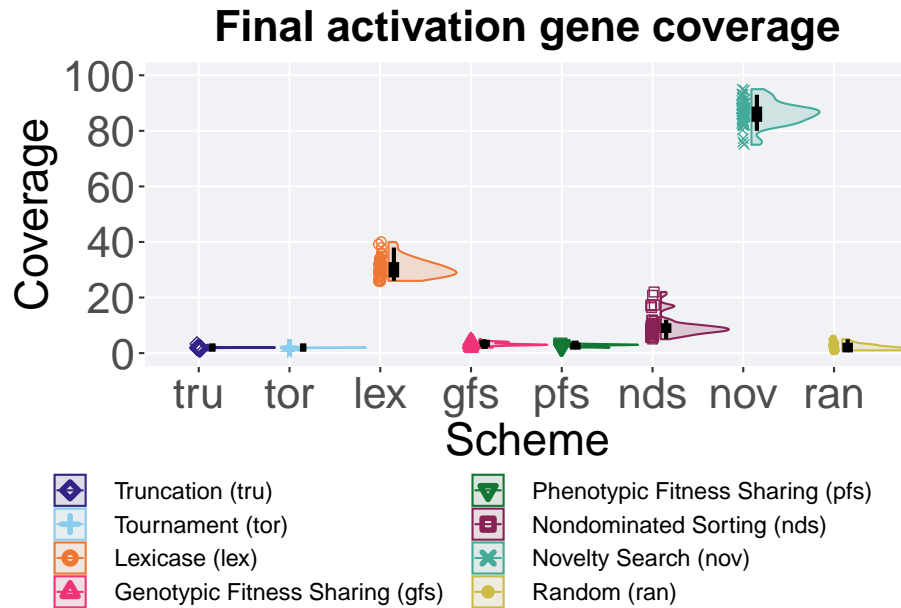 Final activation gene coverage
100
80
60
40
20
0
Coverage
tru tor lex gfs pfs nds nov ran
Scheme
Truncation (tru)
Tournament (tor)
Lexicase (lex)
Genotypic Fitness Sharing (gfs)
Phenotypic Fitness Sharing (pfs)
Nondominated Sorting (nds)
Novelty Search (nov)
Random (ran)